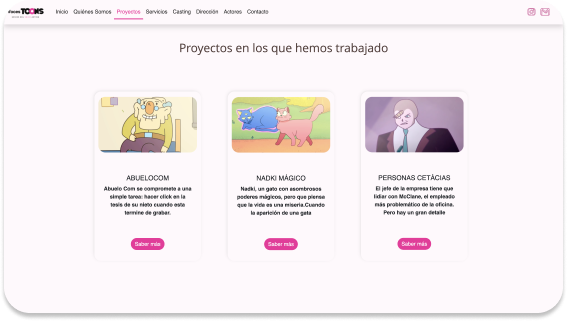 TOONS
Inicio Quiénes Somos Proyectos Servicios Casting Dirección Actores Contacto
Proyectos en los que hemos trabajado
ABUELOCOM
Abuelo Com se compromete a una
simple tarea: hacer click en la
tesis de su nieto cuando esta
termine de grabar.
Saber más
NADKI MÁGICO
Nadki, un gato con asombrosos
poderes mágicos, pero que piensa
que la vida es una miseria.Cuando
la aparición de una gata
Saber más
PERSONAS CETÁCIAS
El jefe de la empresa tiene que
lidiar con McClane, el empleado
más problemático de la oficina.
Pero hay un gran detalle
Saber más